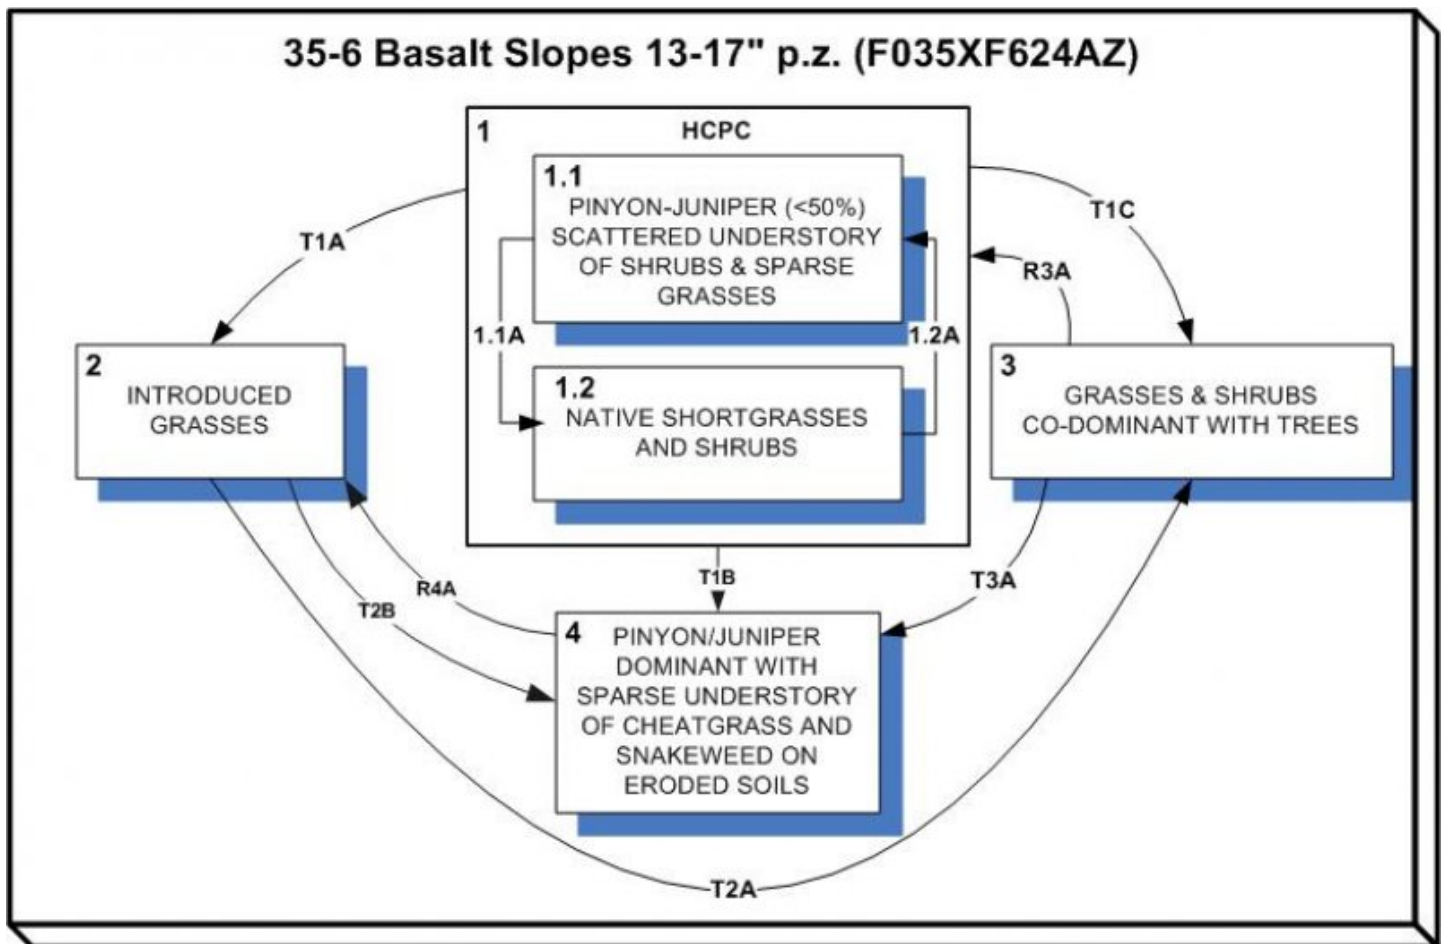 35-6 Basalt Slopes 13-17" p.z. (F035XF624AZ)
1
HCPC
1.1
PINYON-JUNIPER (<50%)
SCATTERED UNDERSTORY
OF SHRUBS & SPARSE
GRASSES
T1A
T1C
R3A
1.1A
1.2A
2
INTRODUCED
GRASSES
1.2
NATIVE SHORTGRASSES
AND SHRUBS
3
GRASSES & SHRUBS
CO-DOMINANT WITH TREES
R4A
T2B
T1B
T3A
4
PINYON/JUNIPER
DOMINANT WITH
SPARSE UNDERSTORY
OF CHEATGRASS AND
SNAKEWEED ON
ERODED SOILS
T2A